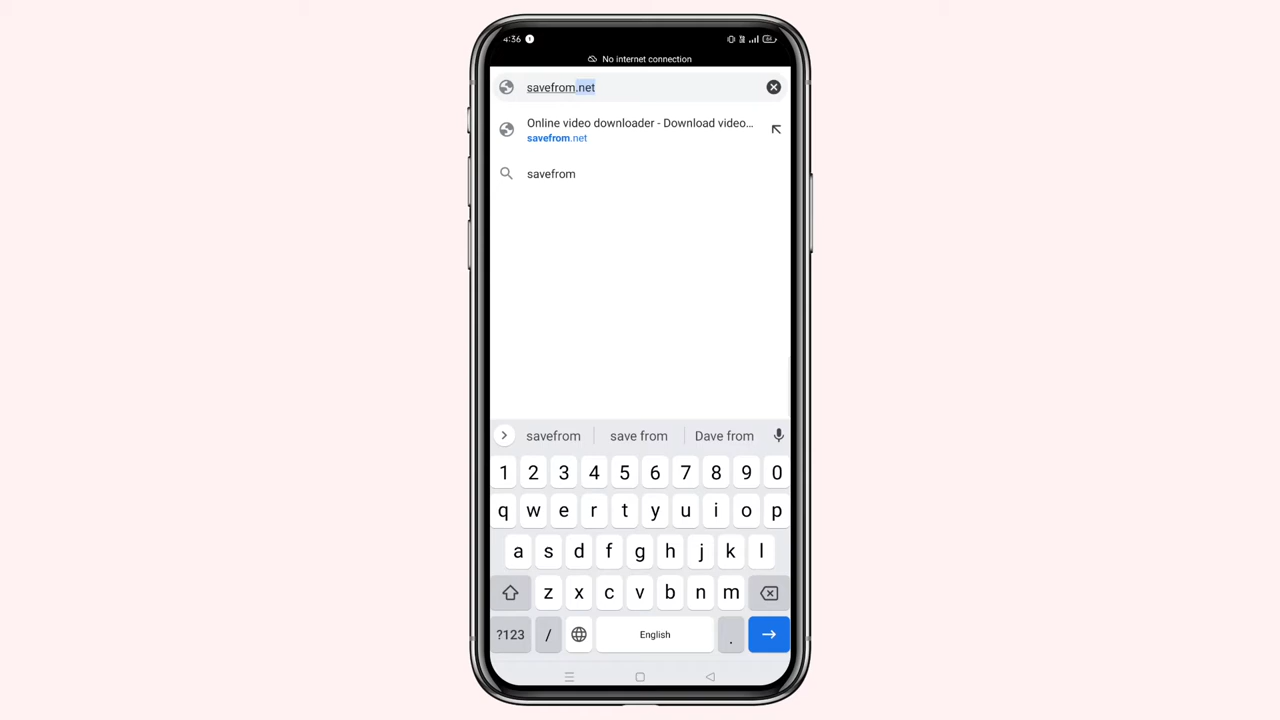 4:36
No internet connection
savefrom.net
Online video downloader - Download video...
savefrom.net
savefrom
savefrom save from Dave from
1 2 3 4 5 6 7 8 9 0
q w e r t y u i o p
a s d f g h j k l
z x c v b n m
?123 / English .